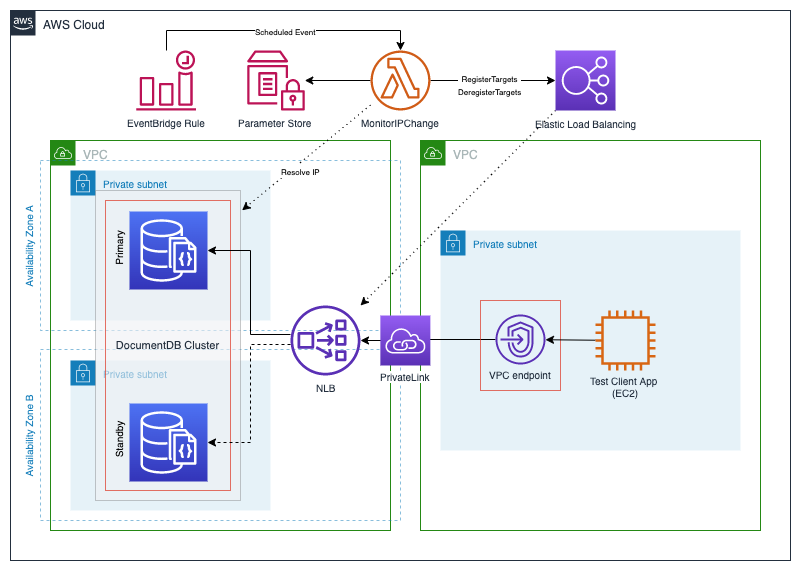 aws
AWS Cloud
Scheduled Event
RegisterTargets
DeregisterTargets
EventBridge Rule
Parameter Store
MonitorIPChange
Elastic Load Balancing
VPC
VPC
Resolve IP
Private subnet
Availability Zone A
Primary
Private subnet
DocumentDB Cluster
NLB
PrivateLink
VPC endpoint
Test Client App
(EC2)
Private subnet
Availability Zone B
Standby